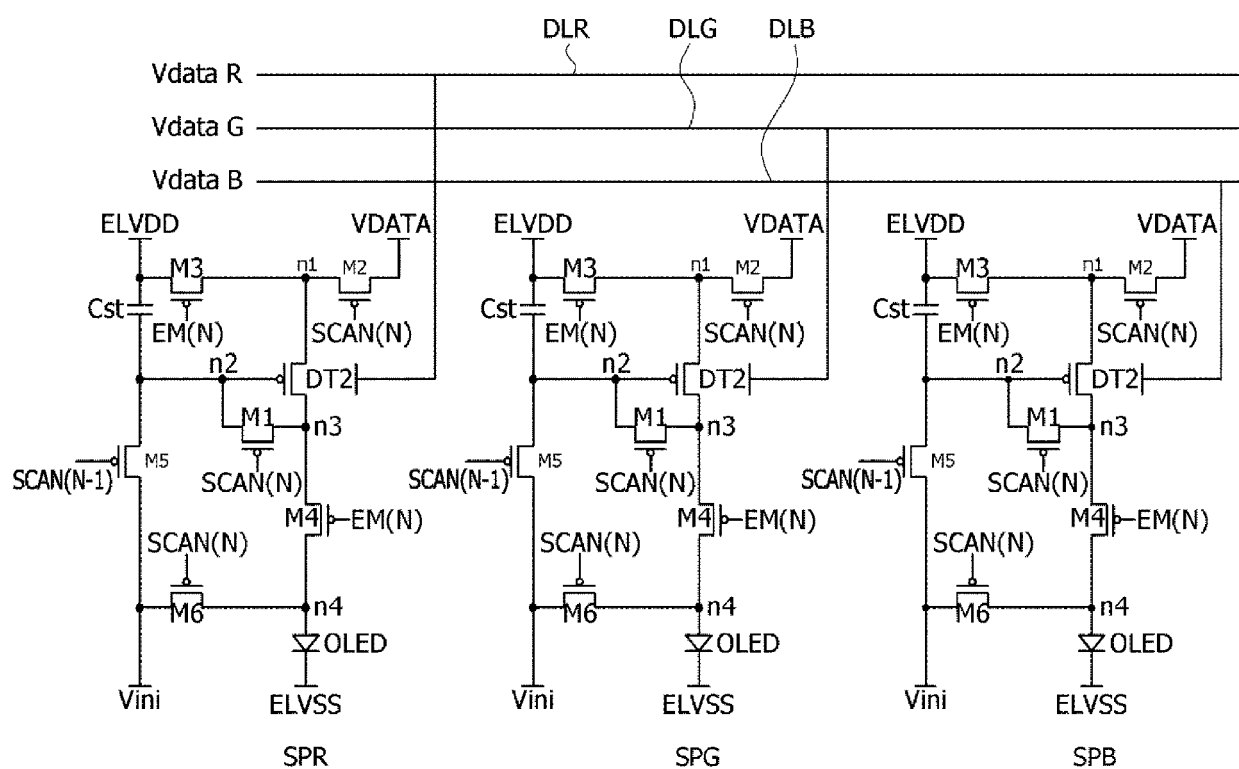 DLR DLG DLB
Vdata R
Vdata G
Vdata B
ELVDD VDATA ELVDD VDATA ELVDD VDATA
M3 n1 M2 M3 n1 M2 M3 n1 M2
Cst Cst Cst
EM(N) SCAN(N) EM(N) SCAN(N) EM(N) SCAN(N)
n2 n2 n2
DT2 DT2 DT2
M1 n3 M1 n3 M1 n3
M5 M5 M5
SCAN(N-1) SCAN(N) SCAN(N-1) SCAN(N) SCAN(N-1) SCAN(N)
M4 EM(N) M4 EM(N) M4 EM(N)
SCAN(N) SCAN(N) SCAN(N)
M6 n4 M6 n4 M6 n4
OLED OLED OLED
Vini ELVSS Vini ELVSS Vini ELVSS
SPR SPG SPB